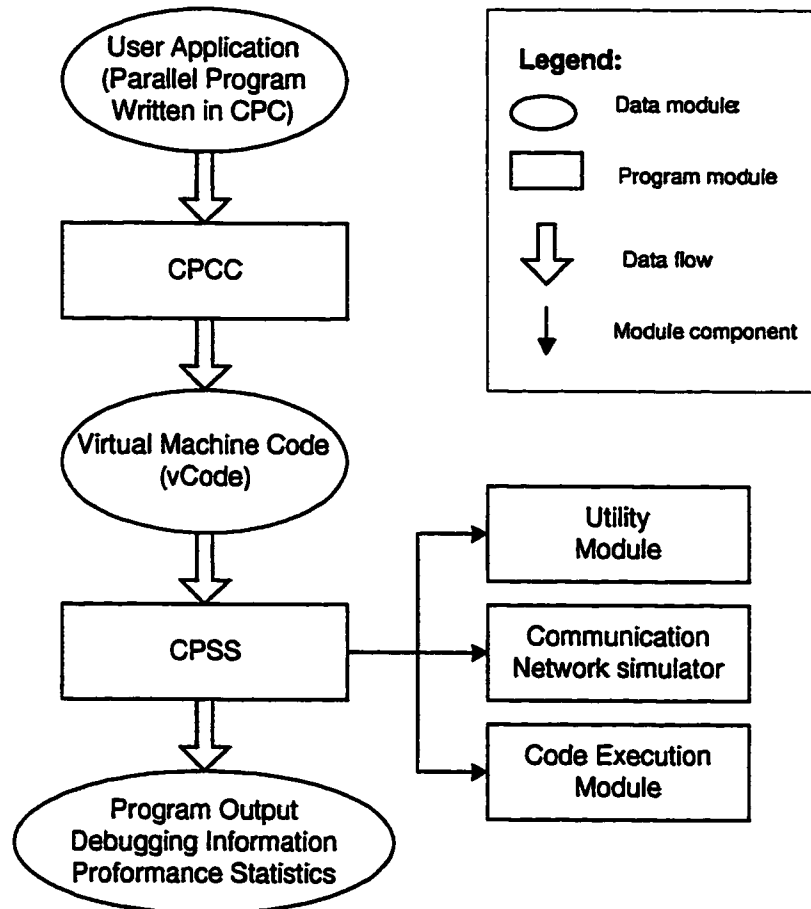 User Application
(Parallel Program
Written in CPC)
CPCC
Virtual Machine Code
(vCode)
CPSS
Program Output
Debugging Information
Proformance Statistics
Utility
Module
Communication
Network simulator
Code Execution
Module
Legend:
Data module
Program module
Data flow
Module component